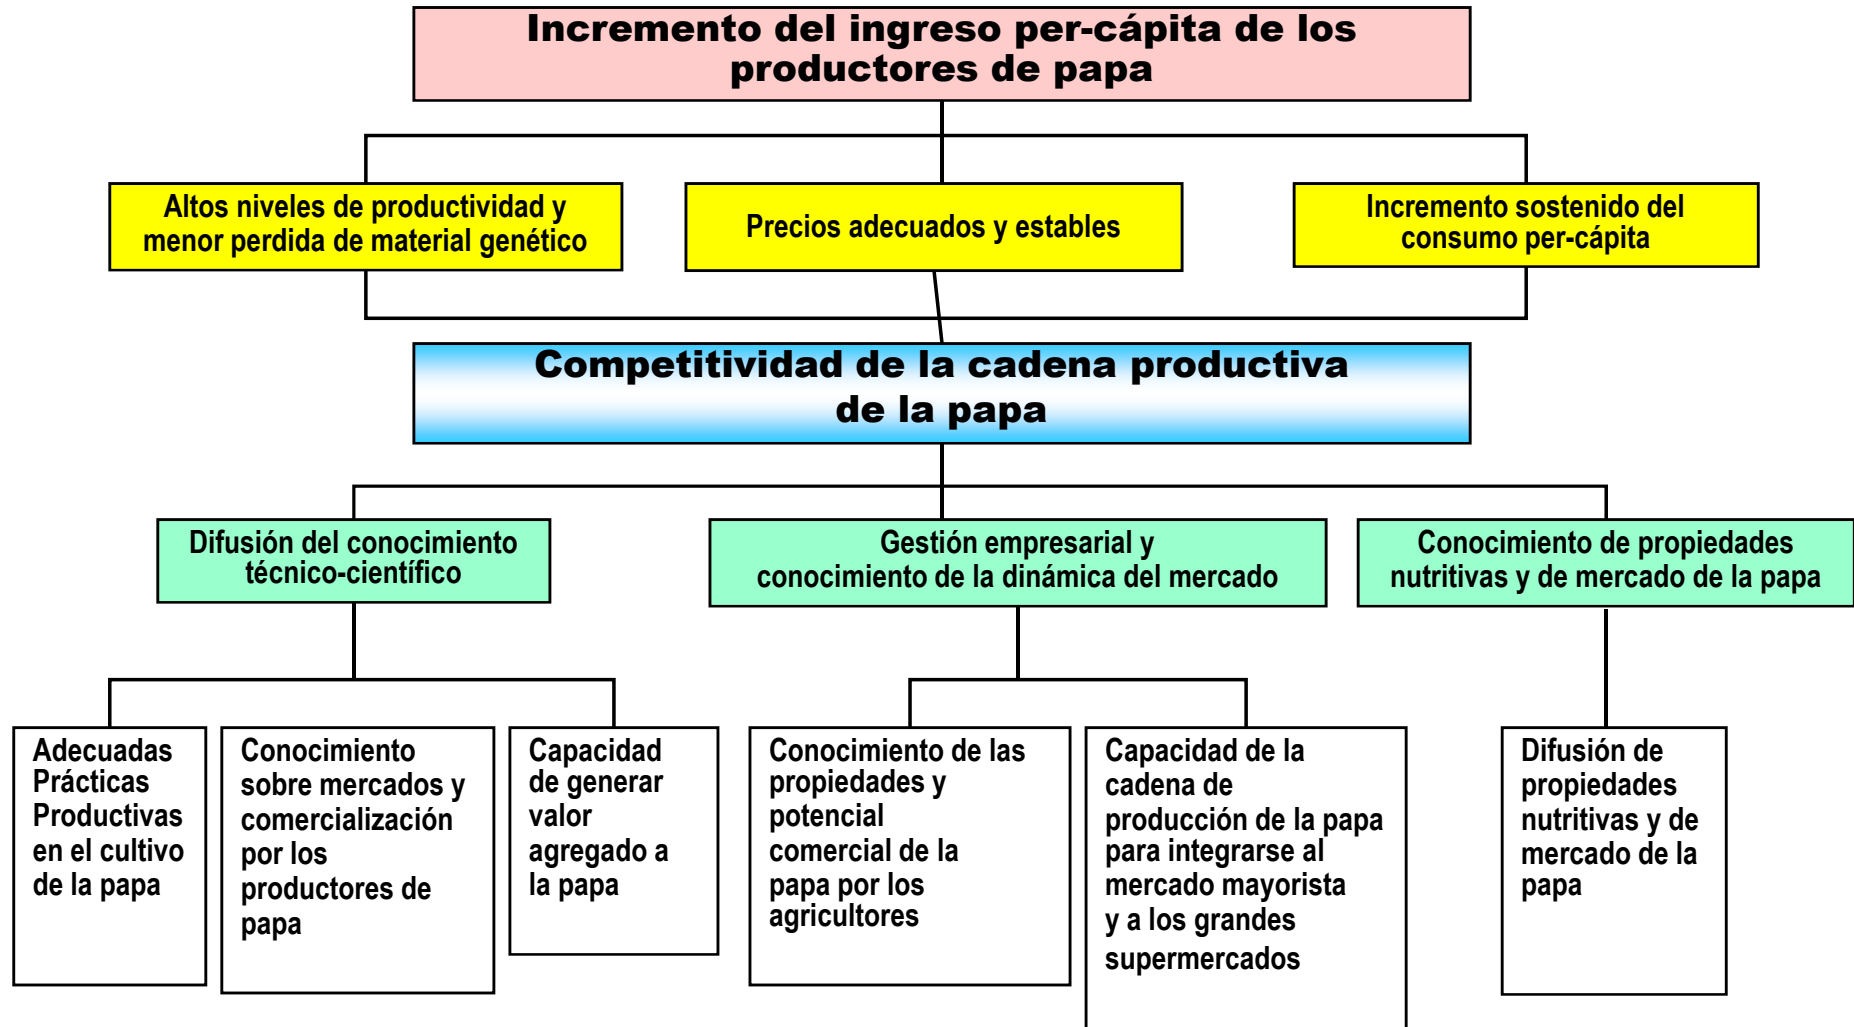 Incremento del ingreso per-cápita de los
productores de papa
Altos niveles de productividad y
menor perdida de material genético
Precios adecuados y estables
Incremento sostenido del
consumo per-cápita
Competitividad de la cadena productiva
de la papa
Difusión del conocimiento
técnico-científico
Gestión empresarial y
conocimiento de la dinámica del mercado
Conocimiento de propiedades
nutritivas y de mercado de la papa
Adecuadas
Prácticas
Productivas
en el cultivo
de la papa
Conocimiento
sobre mercados y
comercialización
por los
productores de
papa
Capacidad
de generar
valor
agregado a
la papa
Conocimiento de las
propiedades y
potencial
comercial de la
papa por los
agricultores
Capacidad de la
cadena de
producción de la papa
para integrarse al
mercado mayorista
y a los grandes
supermercados
Difusión de
propiedades
nutritivas y de
mercado de la
papa